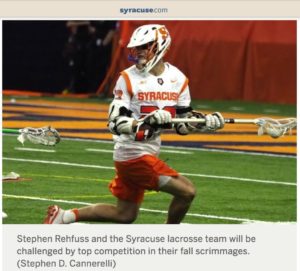 syracuse.com
SYRACUSE
Stephen Rehfuss and the Syracuse lacrosse team will be
challenged by top competition in their fall scrimmages.
(Stephen D. Cannerelli)